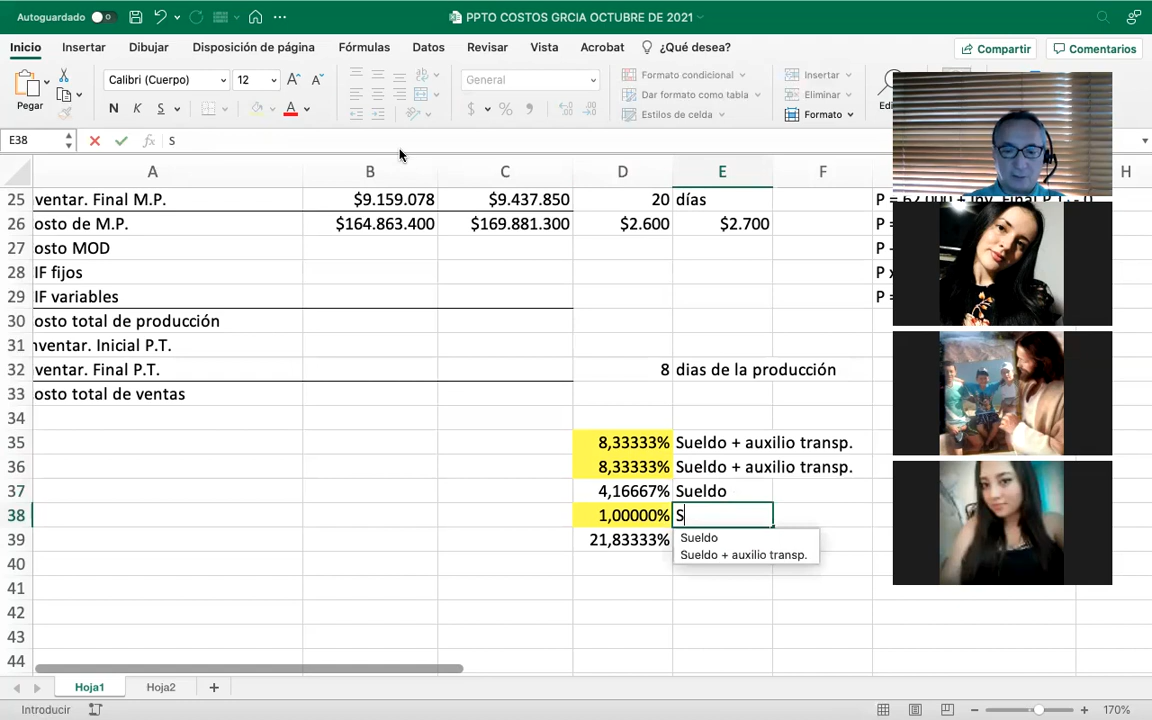 Autoguardado
PPTO COSTOS GRCIA OCTUBRE DE 2021
Inicio Insertar Dibujar Disposición de página Fórmulas Datos Revisar Vista Acrobat ¿Qué desea? Compartir Comentarios
Pegar
Calibri (Cuerpo) 12
N K S A
General
$ %
Formato condicional
Dar formato como tabla
Estilos de celda
Insertar
Eliminar
Formato
E38 fx S
A B C D E F H
25 ventar. Final M.P. $9.159.078 $9.437.850 20 días
26 osto de M.P. $164.863.400 $169.881.300 $2.600 $2.700 P =
27 osto MOD
28 IF fijos
29 IF variables P =
30 osto total de producción
31 nventar. Inicial P.T.
32 ventar. Final P.T. 8 dias de la producción
33 osto total de ventas
34
35 8,33333% Sueldo + auxilio transp.
36 8,33333% Sueldo + auxilio transp.
37 4,16667% Sueldo
38 1,00000% S
39 21,83333%
Sueldo
Sueldo + auxilio transp.
40
41
42
43
44
Hoja1 Hoja2 +
Introducir 170%